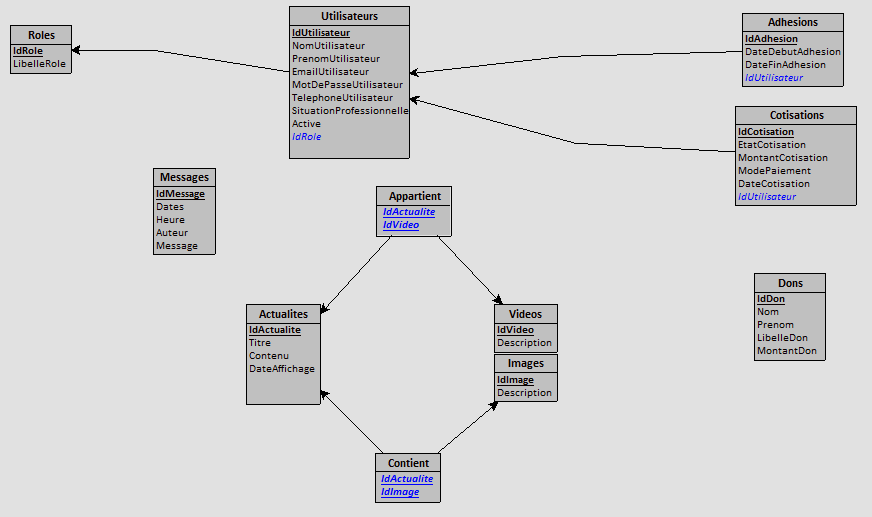 Roles
IdRole
LibelleRole
Utilisateurs
IdUtilisateur
NomUtilisateur
PrenomUtilisateur
EmailUtilisateur
MotDePasseUtilisateur
TelephoneUtilisateur
SituationProfessionnelle
Active
IdRole
Adhesions
IdAdhesion
DateDebutAdhesion
DateFinAdhesion
IdUtilisateur
Cotisations
IdCotisation
EtatCotisation
MontantCotisation
ModePaiement
DateCotisation
IdUtilisateur
Messages
IdMessage
Dates
Heure
Auteur
Message
Appartient
IdActualite
IdVideo
Actualites
IdActualite
Titre
Contenu
DateAffichage
Videos
IdVideo
Description
Images
IdImage
Description
Dons
IdDon
Nom
Prenom
LibelleDon
MontantDon
Contient
IdActualite
IdImage